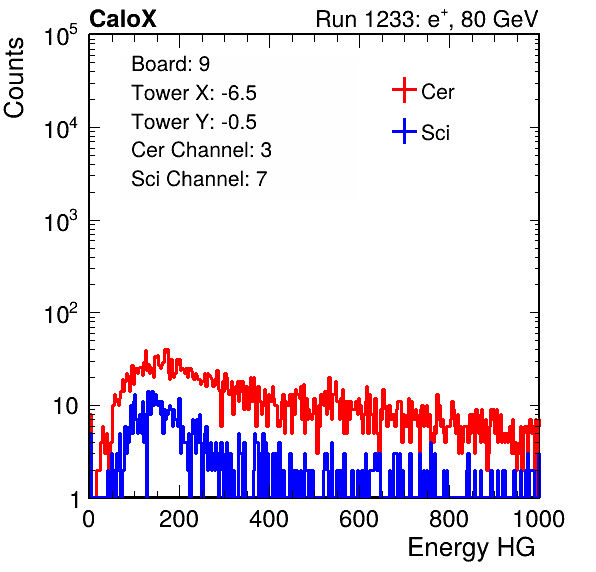 CaloX Run 1233: e⁺, 80 GeV
Counts
10⁵
10⁴
10³
10²
10
1
Board: 9
Tower X: -6.5
Tower Y: -0.5
Cer Channel: 3
Sci Channel: 7
Cer
Sci
0 200 400 600 800 1000
Energy HG